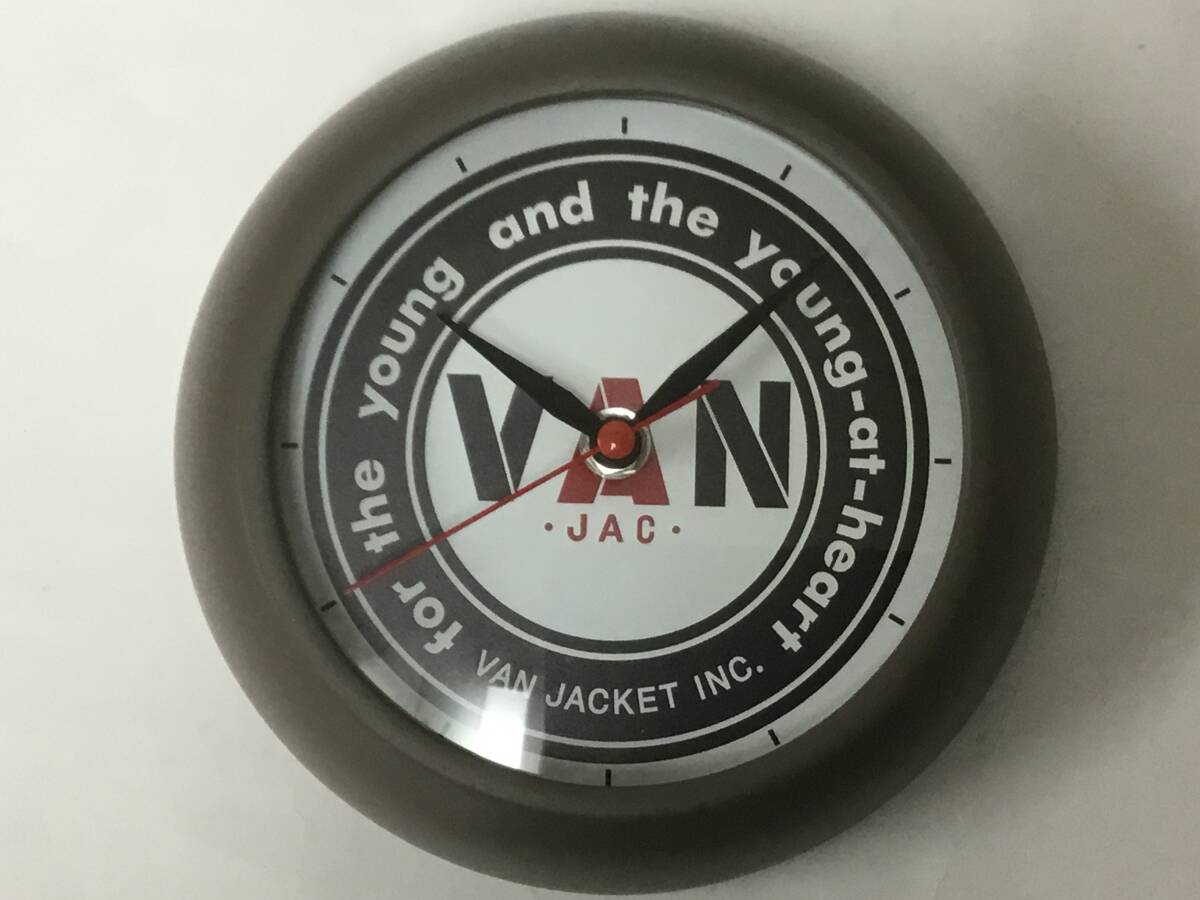 for the young and the young-at-heart
VAN
· JAC ·
VAN JACKET INC.